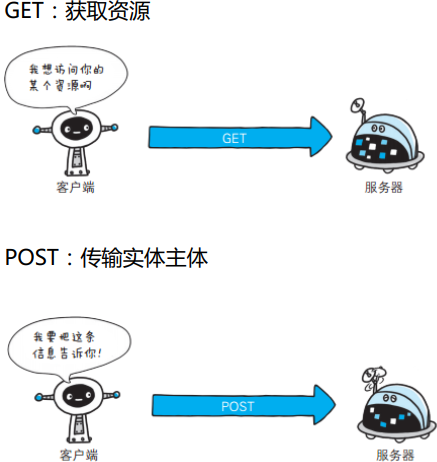 GET：获取资源
我想访问你的
某个资源啊
GET
客户端
服务器
POST：传输实体主体
我要把这条
信息告诉你!
POST
客户端
服务器